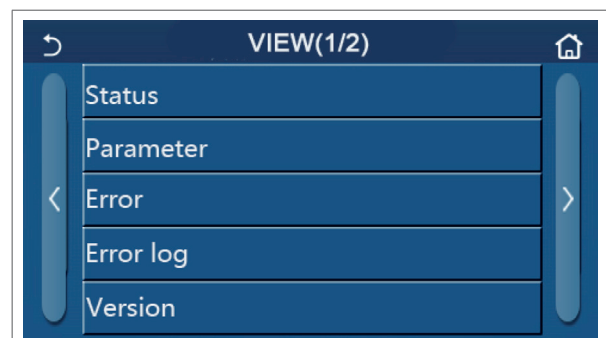 VIEW(1/2)
Status
Parameter
Error
Error log
Version